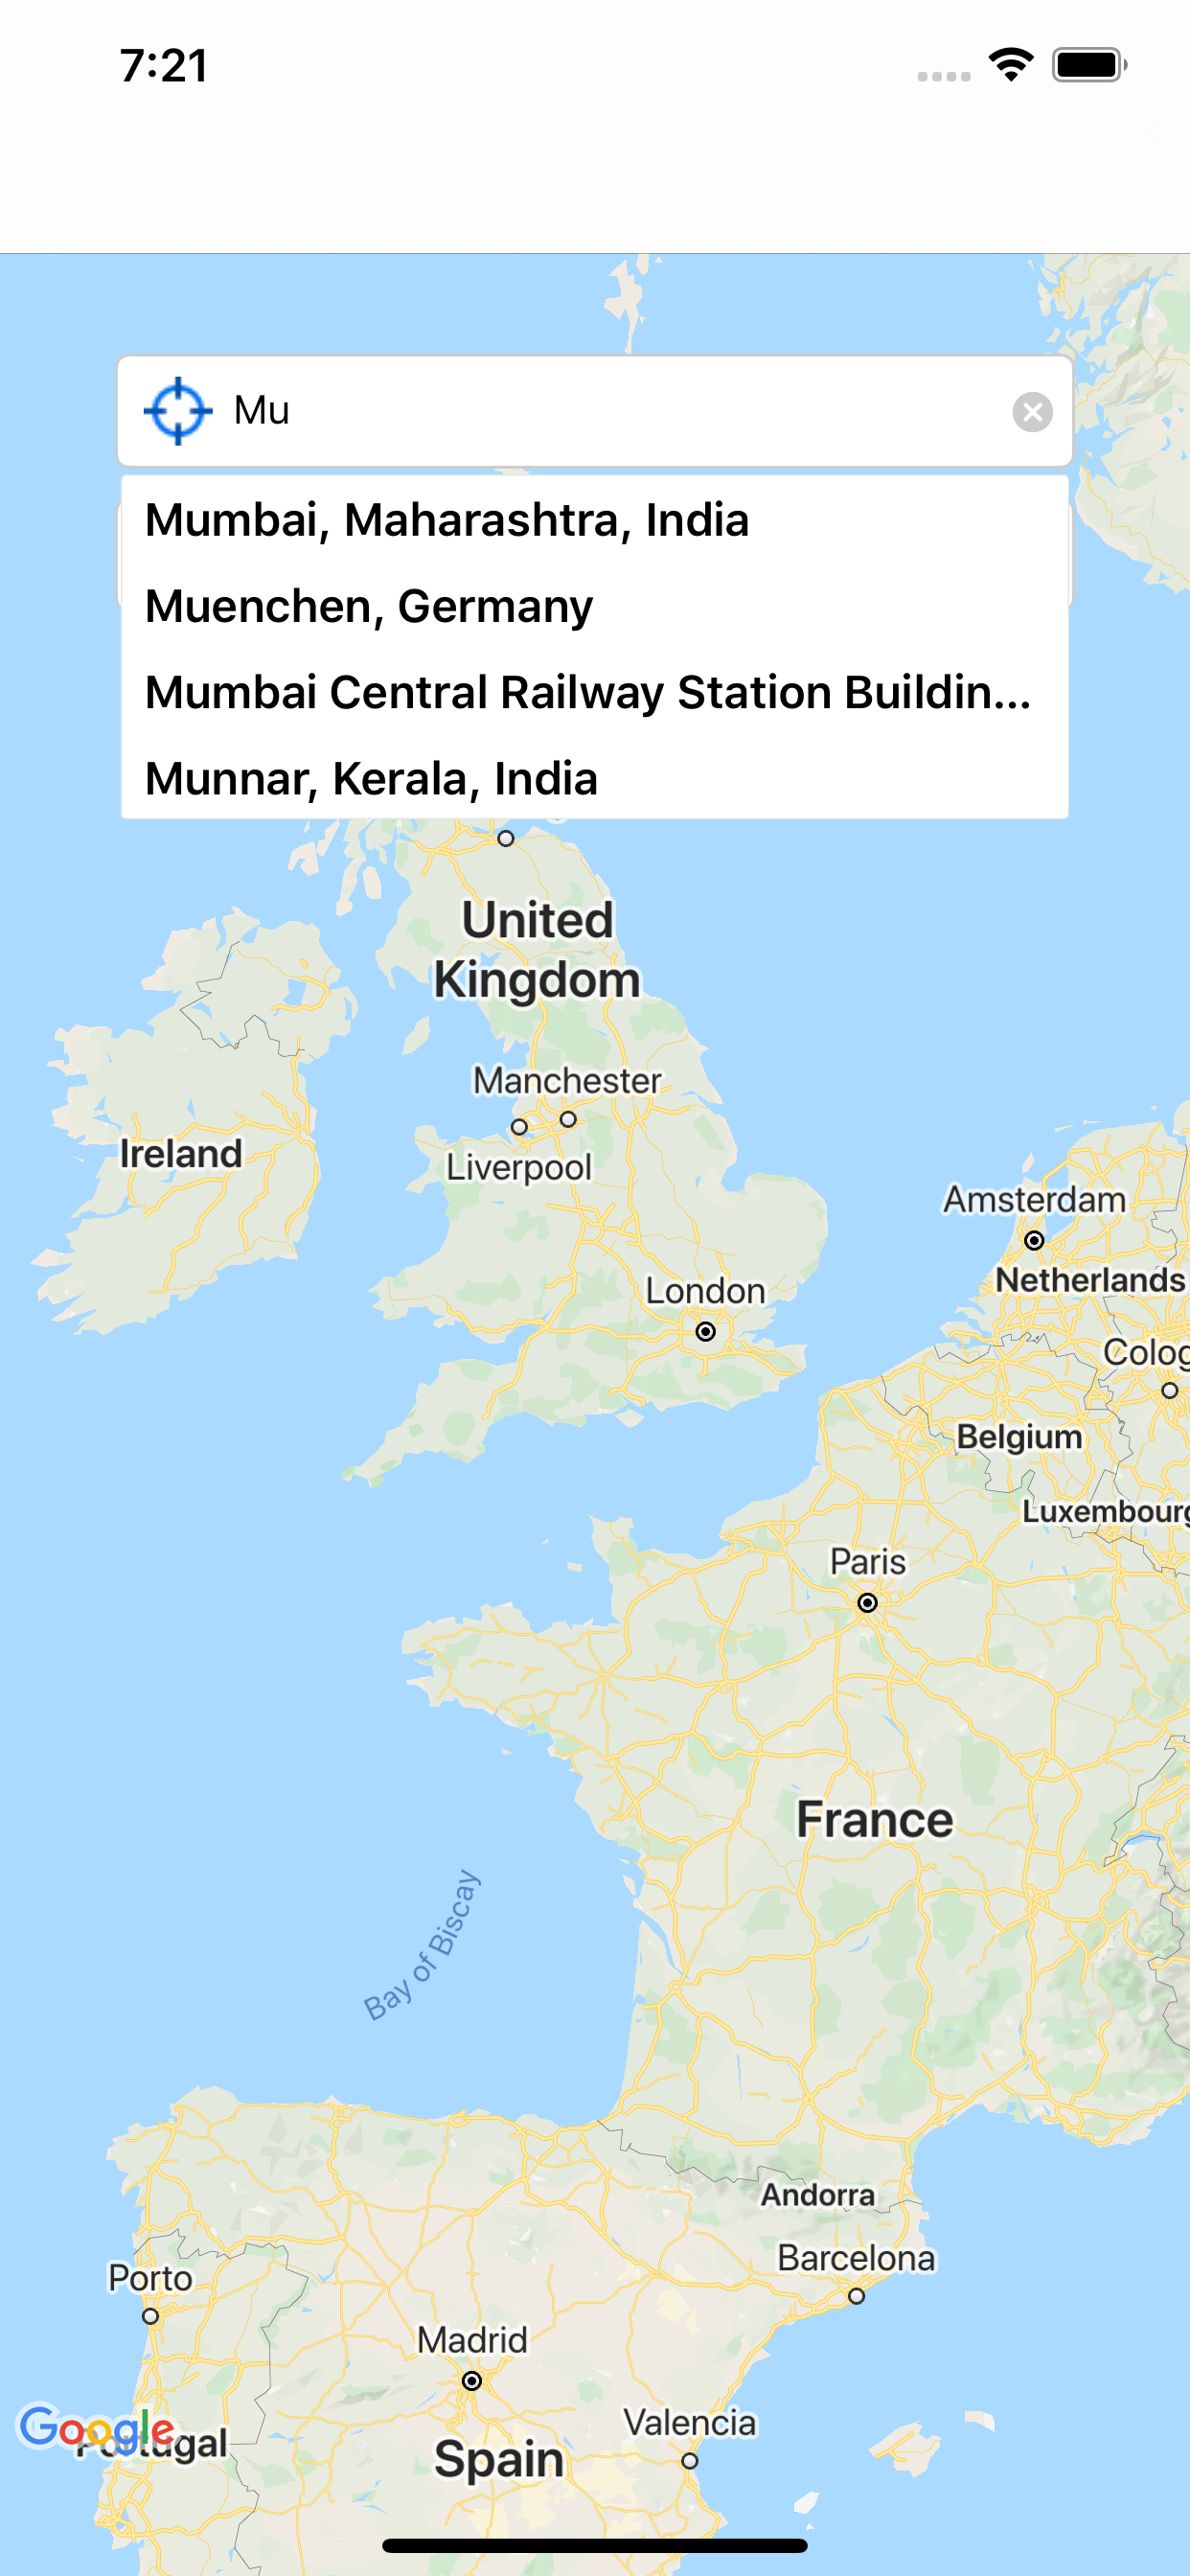 7:21
Mu
Mumbai, Maharashtra, India
Muenchen, Germany
Mumbai Central Railway Station Buildin...
Munnar, Kerala, India
United
Kingdom
Manchester
Ireland
Liverpool
Amsterdam
Netherlands
London
Colog
Belgium
Luxembourg
Paris
France
Bay of Biscay
Andorra
Barcelona
Porto
Madrid
Valencia
Google
Portugal
Spain